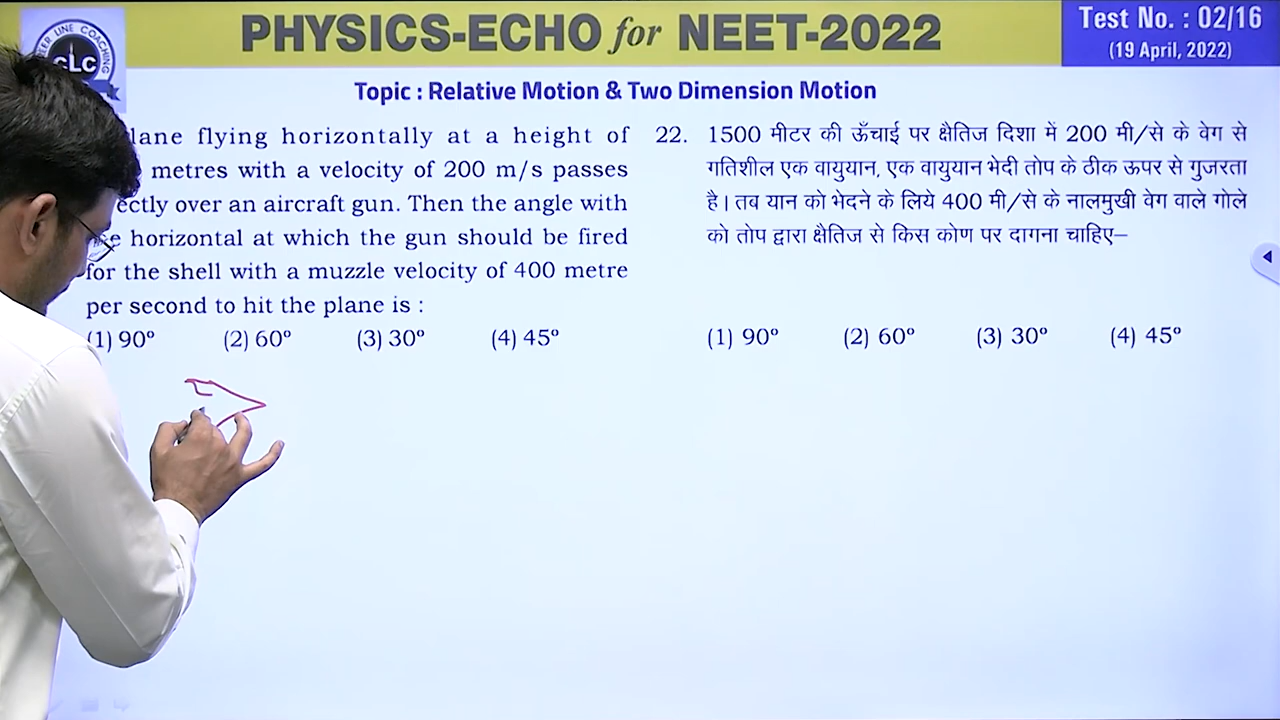 PHYSICS-ECHO for NEET-2022
Test No. : 02/16
(19 April, 2022)
CLC
Topic : Relative Motion & Two Dimension Motion
flying horizontally at a height of
metres with a velocity of 200 m/s passes
over an aircraft gun. Then the angle with
horizontal at which the gun should be fired
for the shell with a muzzle velocity of 400 metre
per second to hit the plane is :
(1) 90° (2) 60° (3) 30° (4) 45°
22. 1500 मीटर की ऊँचाई पर क्षैतिज दिशा में 200 मी/से के वेग से
गतिशील एक वायुयान, एक वायुयान भेदी तोप के ठीक ऊपर से गुजरता
है। तब यान को भेदने के लिये 400 मी/से के नालमुखी वेग वाले गोले
को तोप द्वारा क्षैतिज से किस कोण पर दागना चाहिए–
(1) 90° (2) 60° (3) 30° (4) 45°